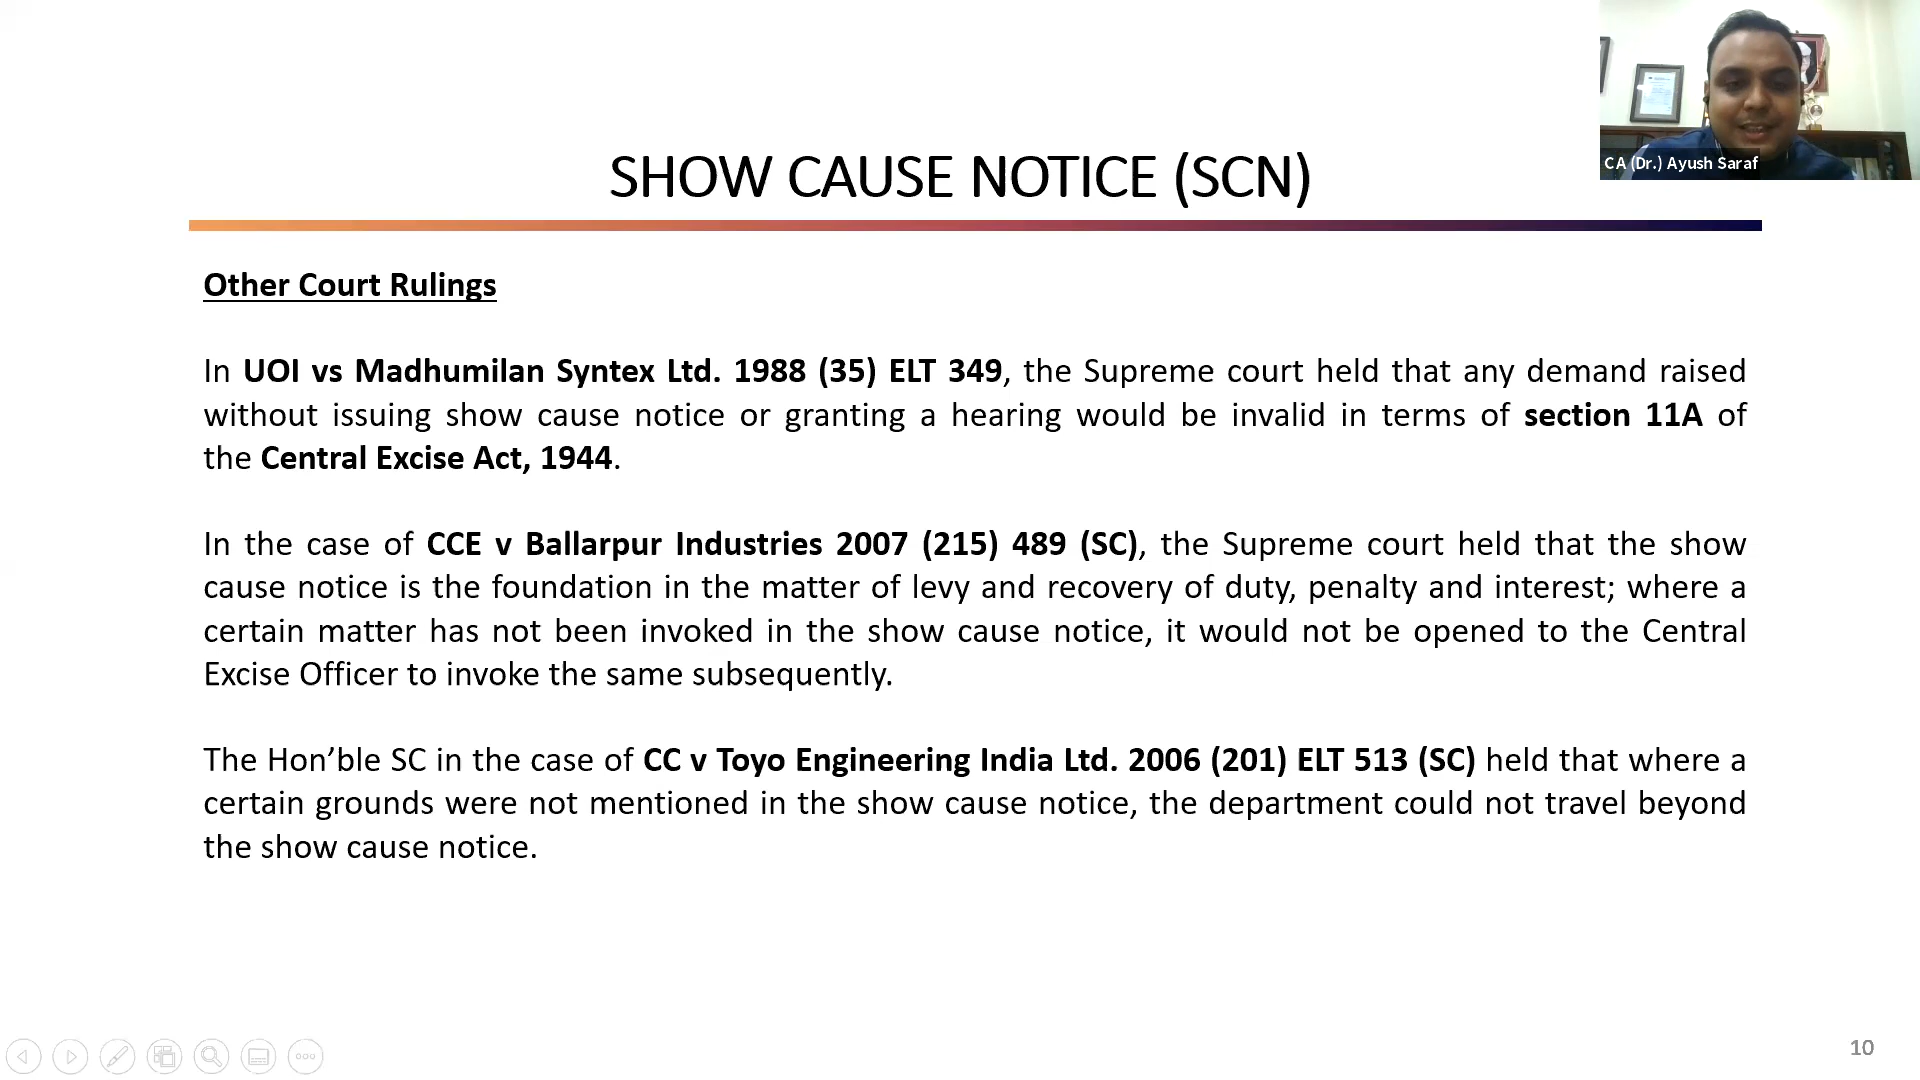 CA (Dr.) Ayush Saraf
SHOW CAUSE NOTICE (SCN)
Other Court Rulings
In UOI vs Madhumilan Syntex Ltd. 1988 (35) ELT 349, the Supreme court held that any demand raised
without issuing show cause notice or granting a hearing would be invalid in terms of section 11A of
the Central Excise Act, 1944.
In the case of CCE v Ballarpur Industries 2007 (215) 489 (SC), the Supreme court held that the show
cause notice is the foundation in the matter of levy and recovery of duty, penalty and interest; where a
certain matter has not been invoked in the show cause notice, it would not be opened to the Central
Excise Officer to invoke the same subsequently.
The Hon’ble SC in the case of CC v Toyo Engineering India Ltd. 2006 (201) ELT 513 (SC) held that where a
certain grounds were not mentioned in the show cause notice, the department could not travel beyond
the show cause notice.
10